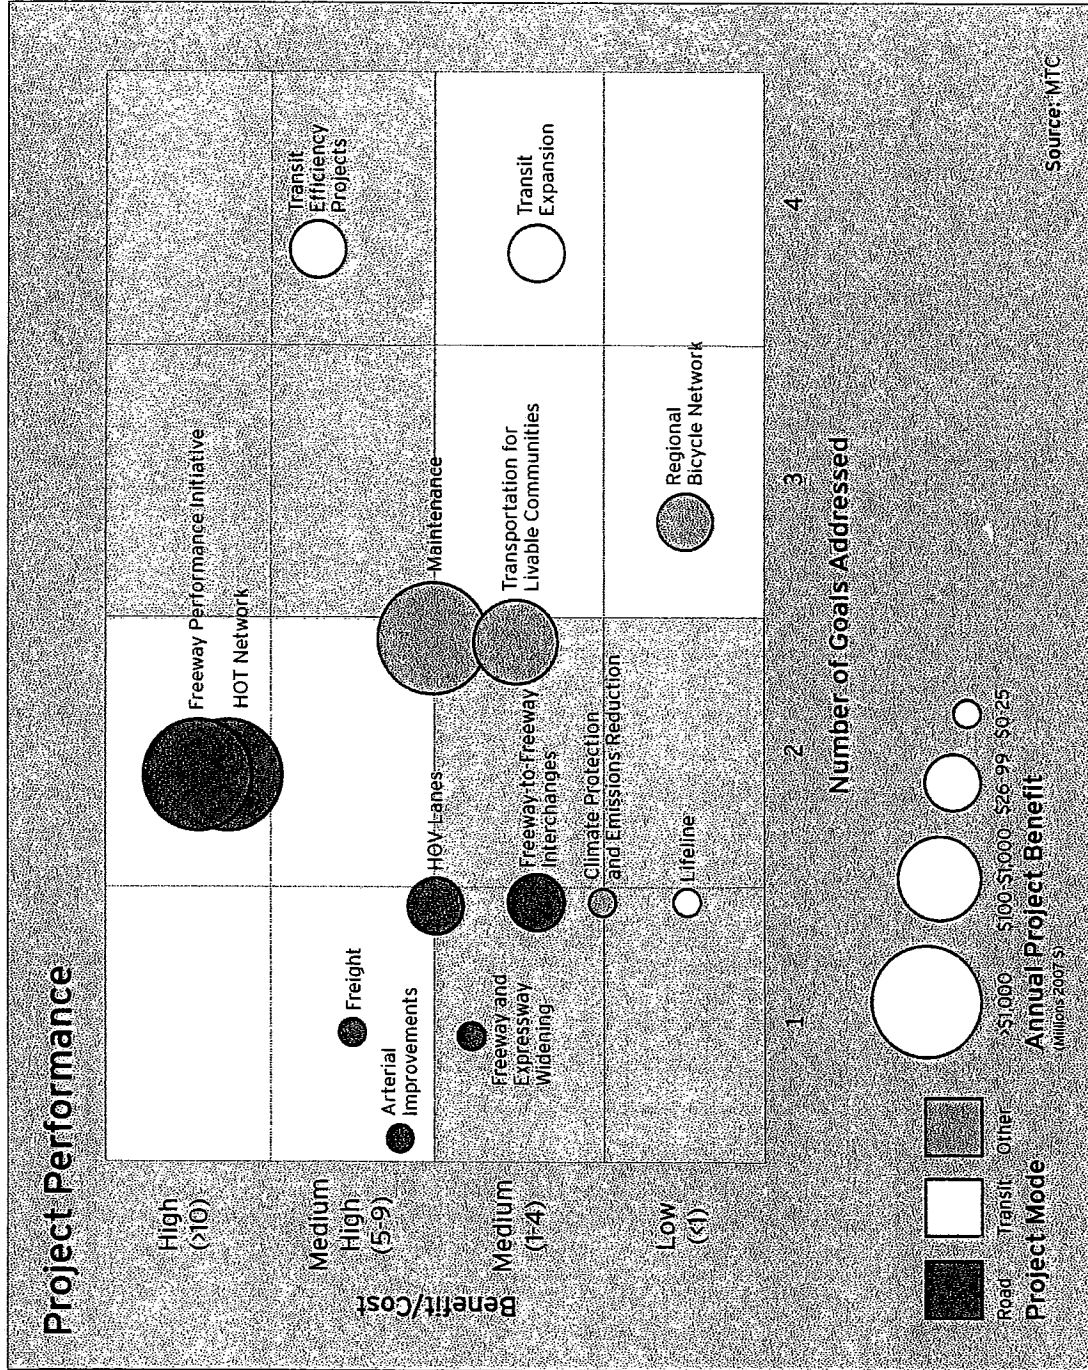 Project Performance
Benefit/Cost
High
(>10)
Medium
High
(5-9)
Medium
(1-4)
Low
(<1)
Freeway Performance Initiative
HOT Network
Transit
Efficiency
Projects
Freight
Arterial
Improvements
HOV Lanes
Maintenance
Freeway and
Expressway
Widening
Freeway-to-Freeway
Interchanges
Transportation for
Livable Communities
Transit
Expansion
Climate Protection
and Emissions Reduction
Lifeline
Regional
Bicycle Network
1
2
3
4
Number of Goals Addressed
Road
Transit
Other
Project Mode
>$1,000
$100-$1,000
$26-99
$0-25
Annual Project Benefit
(Millions 2007 $)
Source: MTC